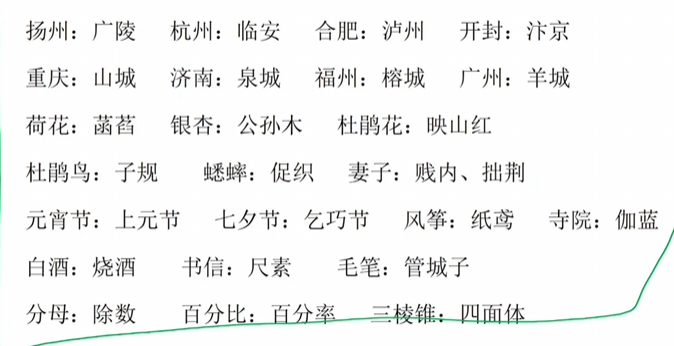 扬州：广陵 杭州：临安 合肥：泸州 开封：汴京
重庆：山城 济南：泉城 福州：榕城 广州：羊城
荷花：菡萏 银杏：公孙木 杜鹃花：映山红
杜鹃鸟：子规 蟋蟀：促织 妻子：贱内、拙荆
元宵节：上元节 七夕节：乞巧节 风筝：纸鸢 寺院：伽蓝
白酒：烧酒 书信：尺素 毛笔：管城子
分母：除数 百分比：百分率 三棱锥：四面体